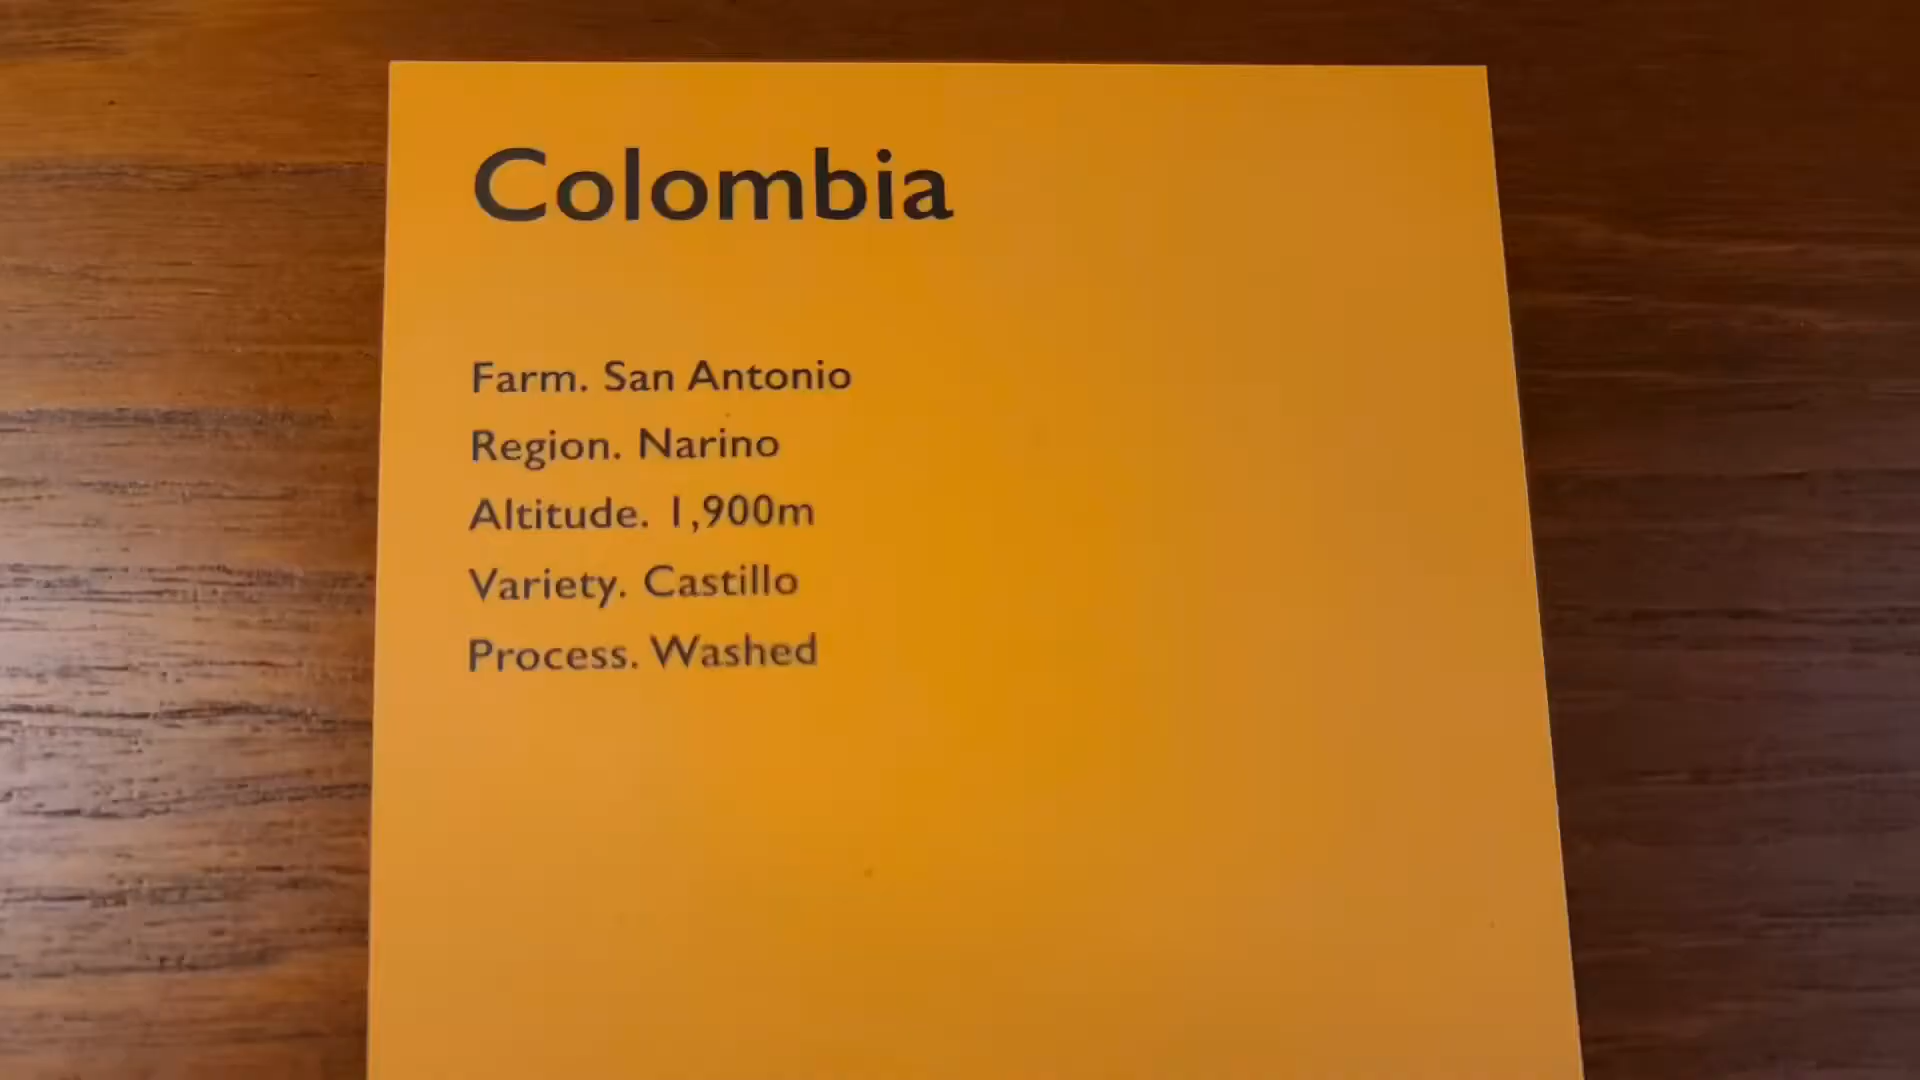 Colombia
Farm. San Antonio
Region. Narino
Altitude. 1,900m
Variety. Castillo
Process. Washed